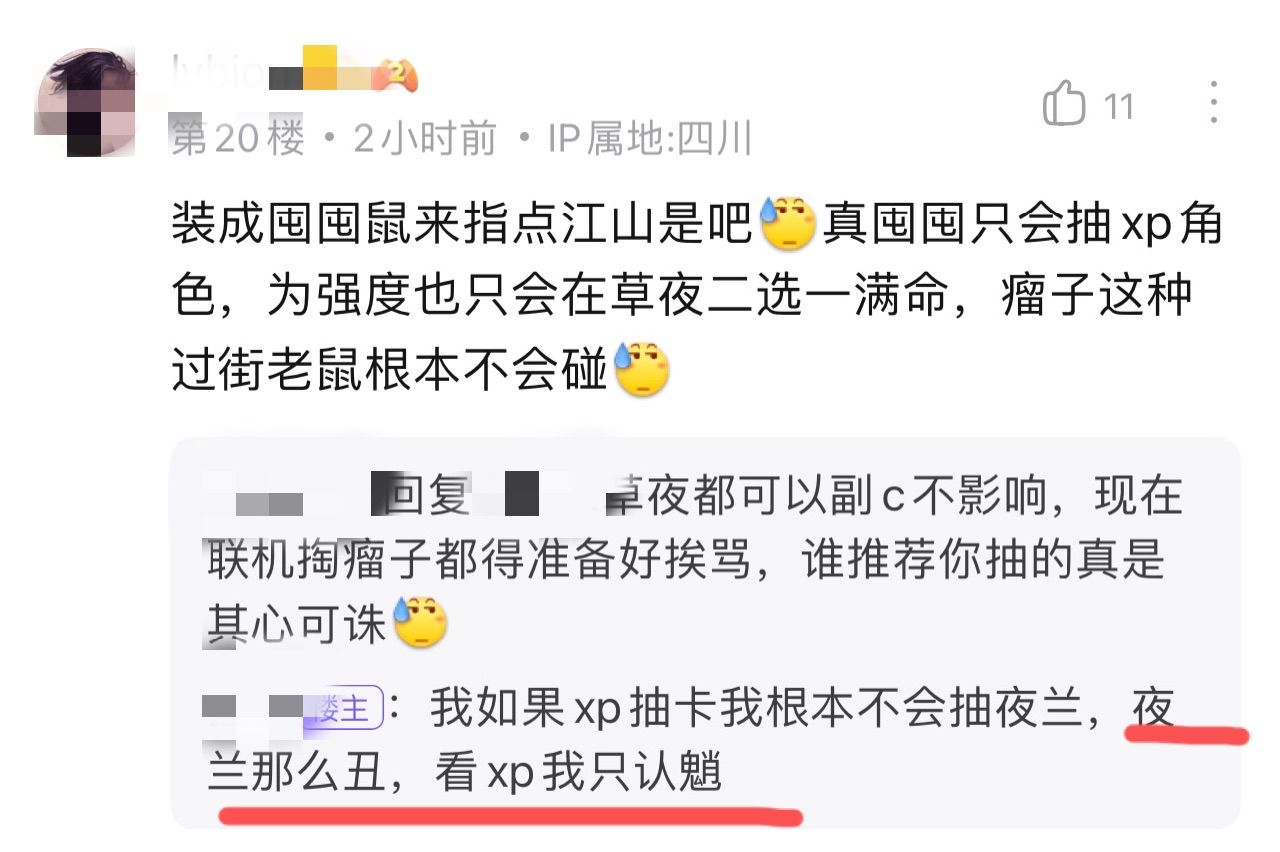 第20楼 · 2小时前 · IP属地:四川
11
装成囤囤鼠来指点江山是吧真囤囤只会抽xp角
色，为强度也只会在草夜二选一满命，瘤子这种
过街老鼠根本不会碰
回复 草夜都可以副c不影响，现在
联机掏瘤子都得准备好挨骂，谁推荐你抽的真是
其心可诛
楼主：我如果xp抽卡我根本不会抽夜兰，夜
兰那么丑，看xp我只认魈